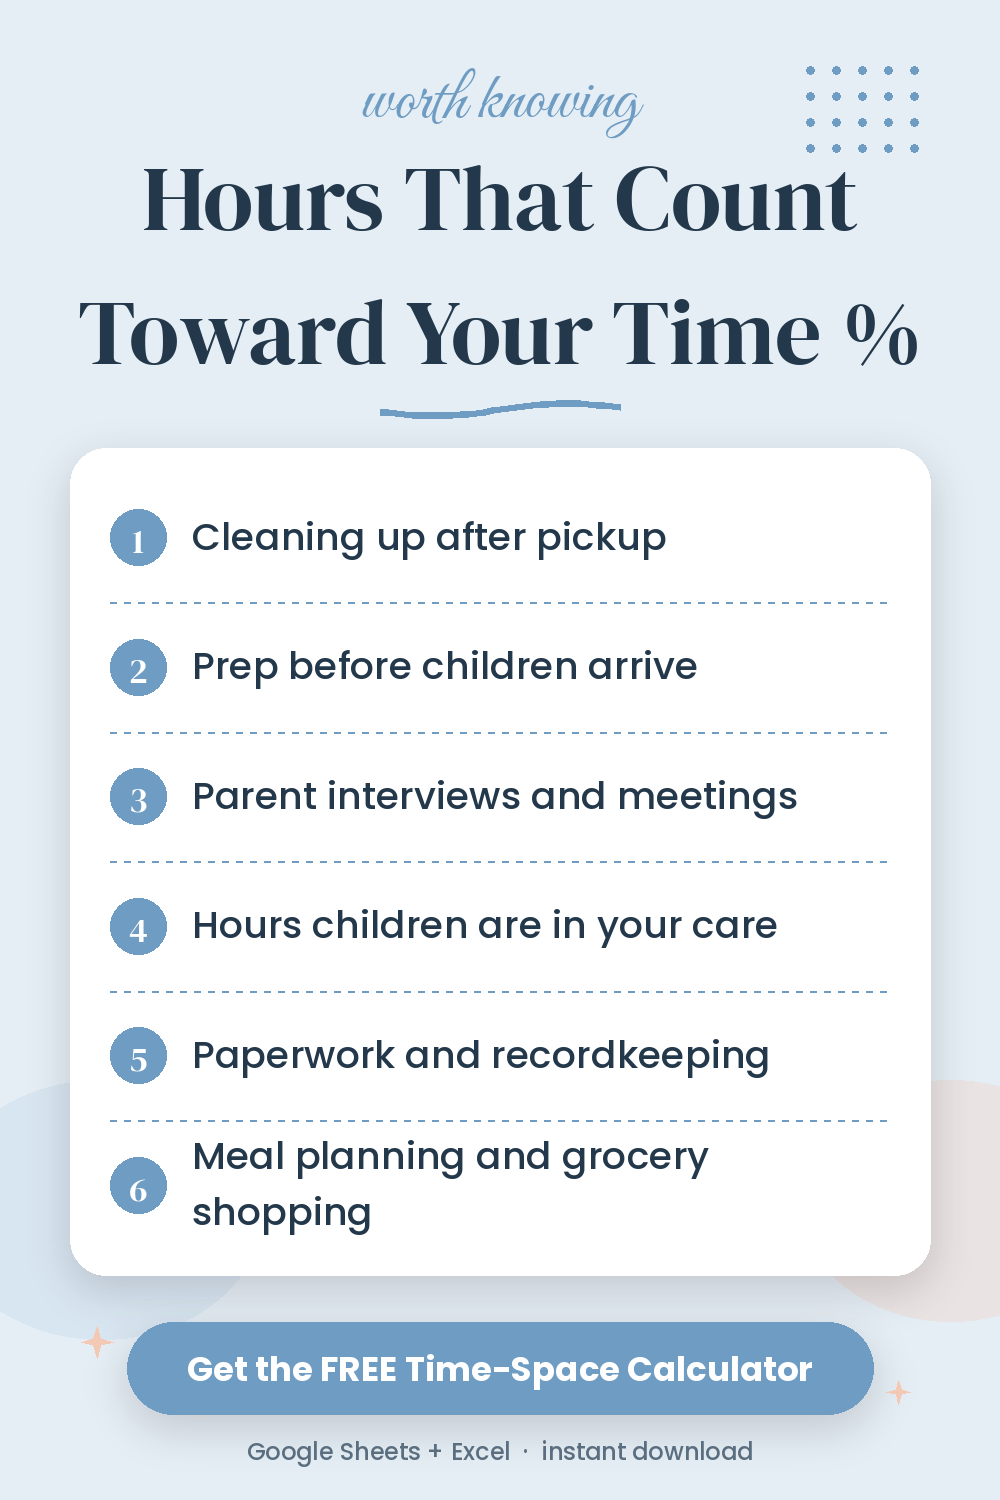 worth knowing
Hours That Count
Toward Your Time %
1 Cleaning up after pickup
2 Prep before children arrive
3 Parent interviews and meetings
4 Hours children are in your care
5 Paperwork and recordkeeping
6 Meal planning and grocery
shopping
Get the FREE Time-Space Calculator
Google Sheets + Excel · instant download